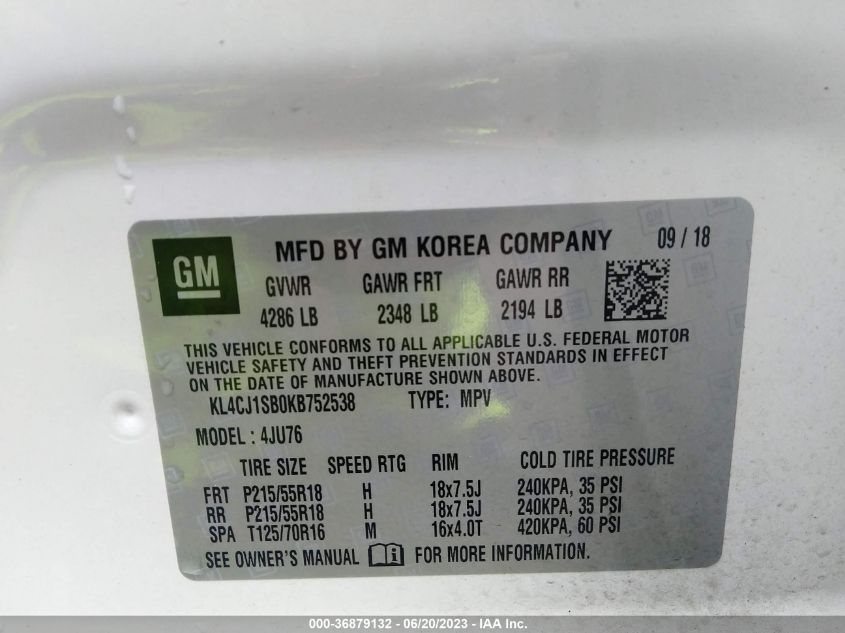 GM
MFD BY GM KOREA COMPANY 09 / 18
GVWR GAWR FRT GAWR RR
4286 LB 2348 LB 2194 LB
THIS VEHICLE CONFORMS TO ALL APPLICABLE U.S. FEDERAL MOTOR
VEHICLE SAFETY AND THEFT PREVENTION STANDARDS IN EFFECT
ON THE DATE OF MANUFACTURE SHOWN ABOVE.
KL4CJ1SB0KB752538 TYPE: MPV
MODEL : 4JU76
TIRE SIZE SPEED RTG RIM COLD TIRE PRESSURE
FRT P215/55R18 H 18x7.5J 240KPA, 35 PSI
RR P215/55R18 H 18x7.5J 240KPA, 35 PSI
SPA T125/70R16 M 16x4.0T 420KPA, 60 PSI
SEE OWNER'S MANUAL FOR MORE INFORMATION.
000-36879132 - 06/20/2023 - IAA Inc.